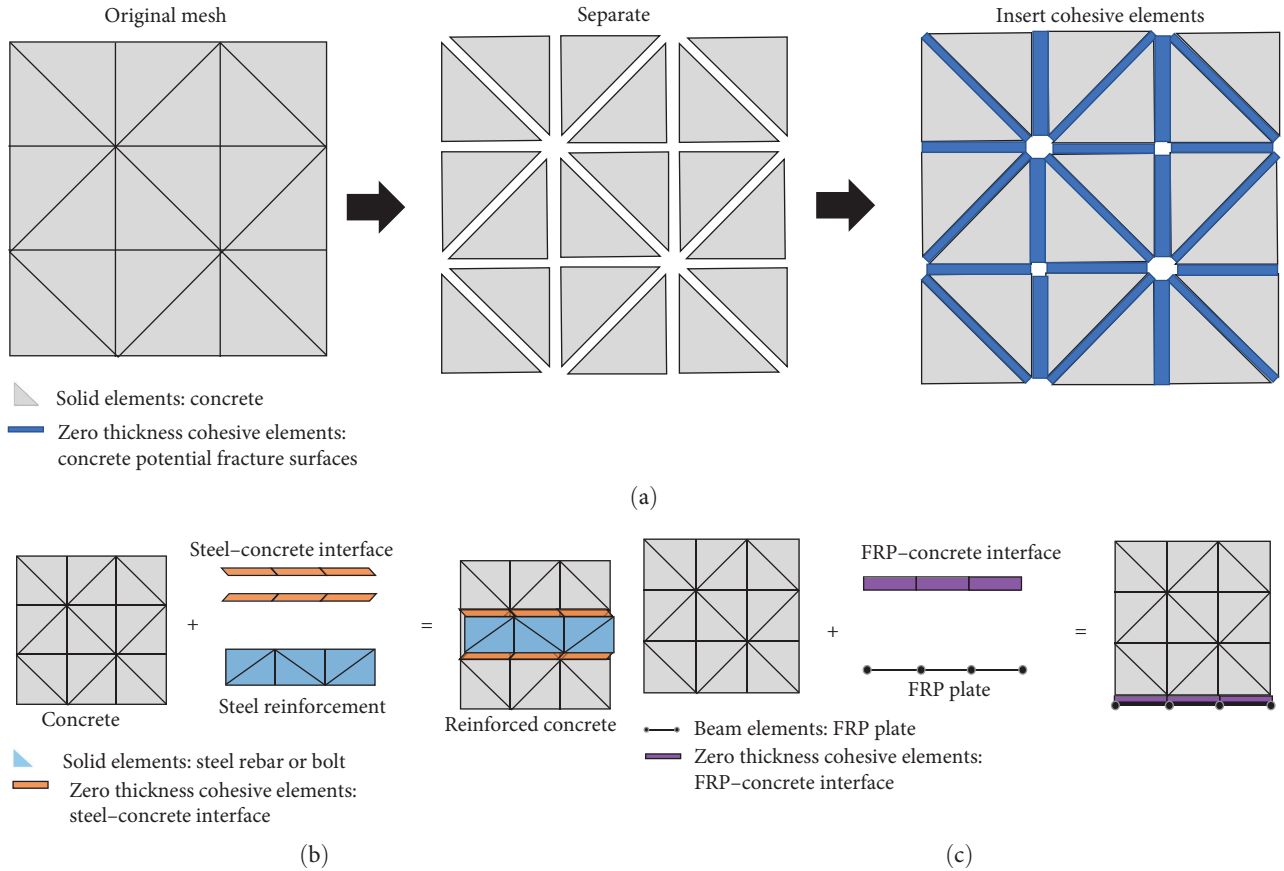 Original mesh
Separate
Insert cohesive elements
Solid elements: concrete
Zero thickness cohesive elements:
concrete potential fracture surfaces
(a)
Steel–concrete interface
+
=
Concrete
Steel reinforcement
Reinforced concrete
Solid elements: steel rebar or bolt
Zero thickness cohesive elements:
steel–concrete interface
(b)
FRP–concrete interface
+
=
FRP plate
Beam elements: FRP plate
Zero thickness cohesive elements:
FRP–concrete interface
(c)